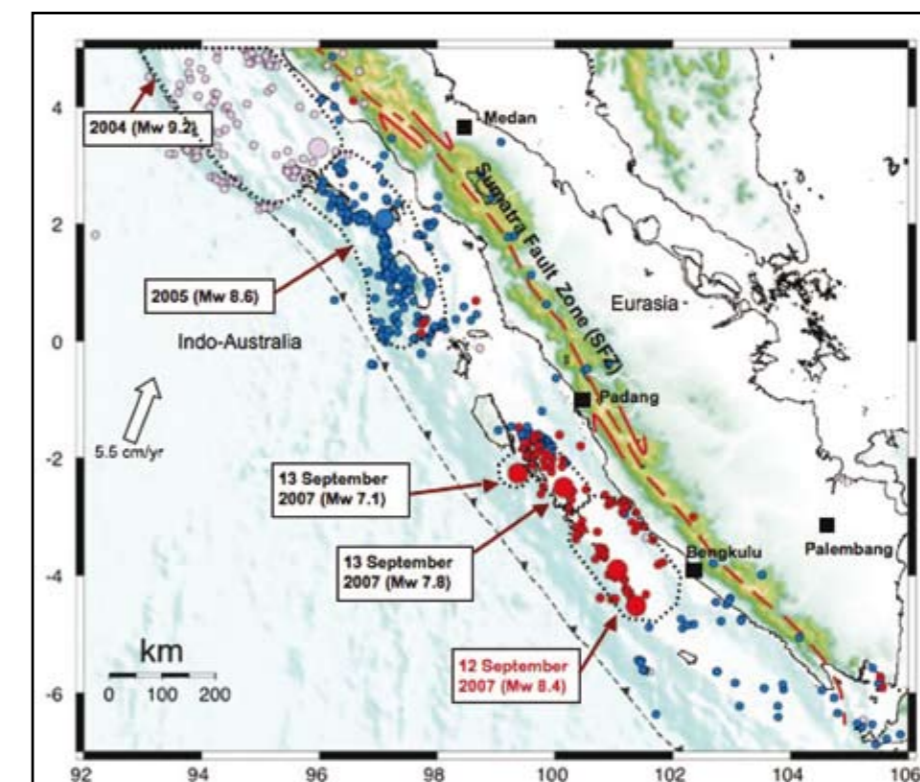 4
2
0
-2
-4
-6
2004 (Mw 9.2)
Medan
Sumatra Fault Zone (SFZ)
2005 (Mw 8.6)
Eurasia
Indo-Australia
Padang
5.5 cm/yr
13 September
2007 (Mw 7.1)
13 September
2007 (Mw 7.8)
Bengkulu
Palembang
km
0 100 200
12 September
2007 (Mw 8.4)
92 94 96 98 100 102 104 106